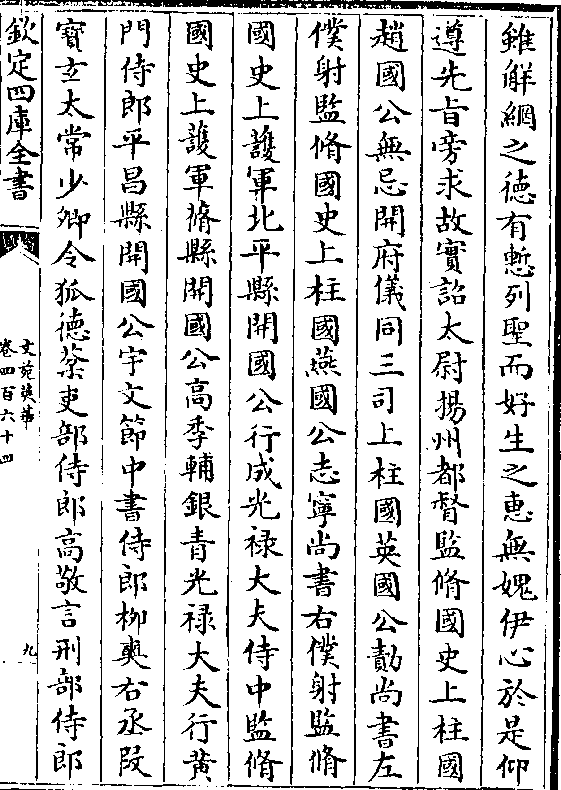 雖解網之徳有慙列聖而好生之惠無媿伊心於是仰
遵先旨旁求故實詔太尉揚州都督監脩國史上柱國
趙國公無忌開府儀同三司上柱國英國公勣尚書左
僕射監脩國史上柱國燕國公志寧尚書右僕射監脩
國史上護軍北平縣開國公行成光禄大夫侍中監脩
國史上護軍蓨縣開國公髙季輔銀青光禄大夫行黄
門侍郎平昌縣開國公宇文節中書侍郎栁奭右丞叚
寳𤣥太常少卿令狐德棻吏部侍郎髙敬言刑部侍郎
欽定四庫全書
文苑英華
卷四百六十四
九